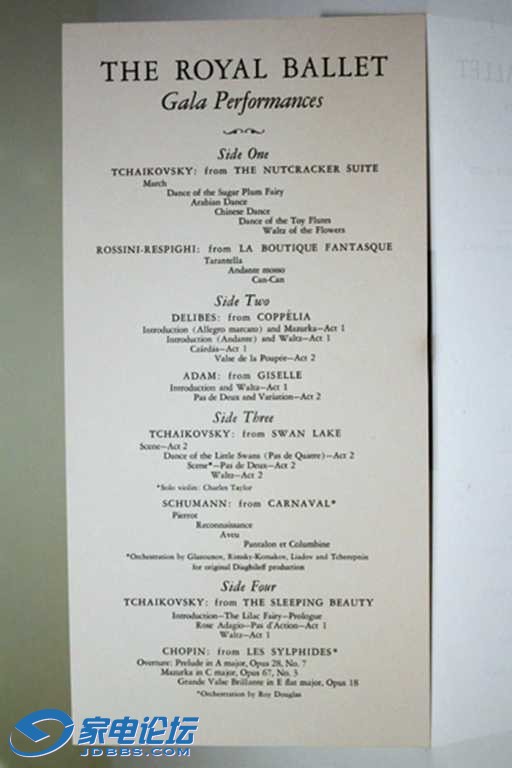 THE ROYAL BALLET
Gala Performances
Side One
TCHAIKOVSKY: from THE NUTCRACKER SUITE
March
Dance of the Sugar Plum Fairy
Arabian Dance
Chinese Dance
Dance of the Toy Flutes
Waltz of the Flowers
ROSSINI-RESPIGHI: from LA BOUTIQUE FANTASQUE
Tarantella
Andante mosso
Can-Can
Side Two
DELIBES: from COPPÉLIA
Introduction (Allegro marcato) and Mazurka—Act 1
Introduction (Andante) and Waltz—Act 1
Czárdás—Act 1
Valse de la Poupée—Act 2
ADAM: from GISELLE
Introduction and Waltz—Act 1
Pas de Deux and Variation—Act 2
Side Three
TCHAIKOVSKY: from SWAN LAKE
Scene—Act 2
Dance of the Little Swans (Pas de Quatre)—Act 2
Scene*—Pas de Deux—Act 2
Waltz—Act 2
*Solo violin: Charles Taylor
SCHUMANN: from CARNAVAL*
Pierrot
Reconnaissance
Aveu
Pantalon et Columbine
*Orchestration by Glazounov, Rimsky-Korsakov, Liadov and Tcherepnin
for original Diaghileff production
Side Four
TCHAIKOVSKY: from THE SLEEPING BEAUTY
Introduction—The Lilac Fairy—Prologue
Rose Adagio—Pas d'Action—Act 1
Waltz—Act 1
CHOPIN: from LES SYLPHIDES*
Overture: Prelude in A major, Opus 28, No. 7
Mazurka in C major, Opus 67, No. 3
Grande Valse Brillante in E flat major, Opus 18
*Orchestration by Roy Douglas
家电论坛
JDBBS.COM